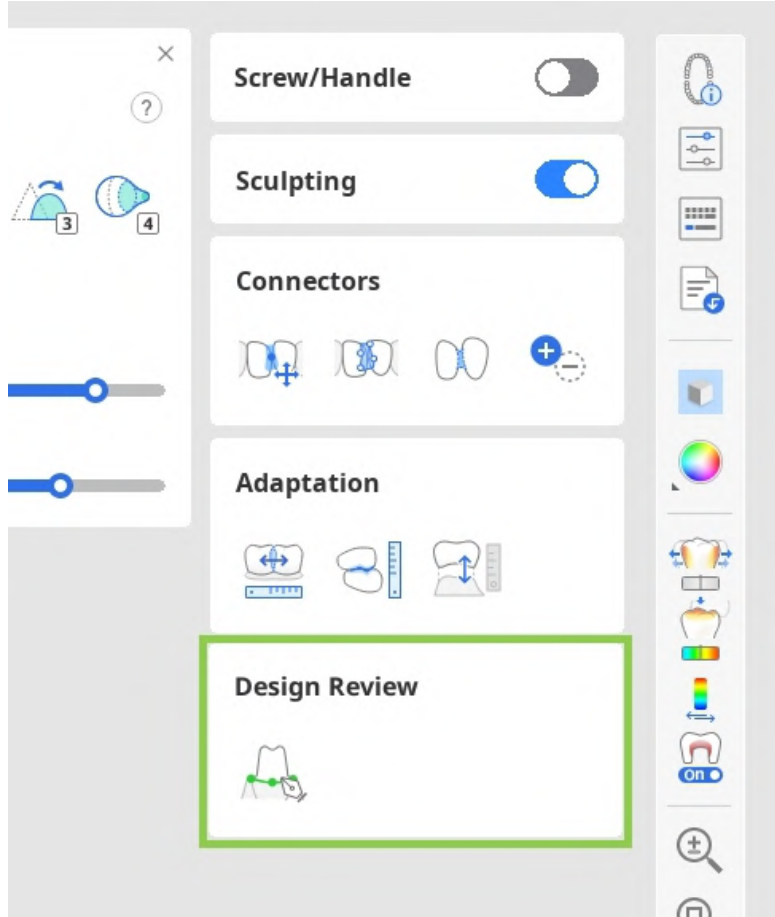 ?
3
4
Screw/Handle
Sculpting
Connectors
Adaptation
Design Review
On